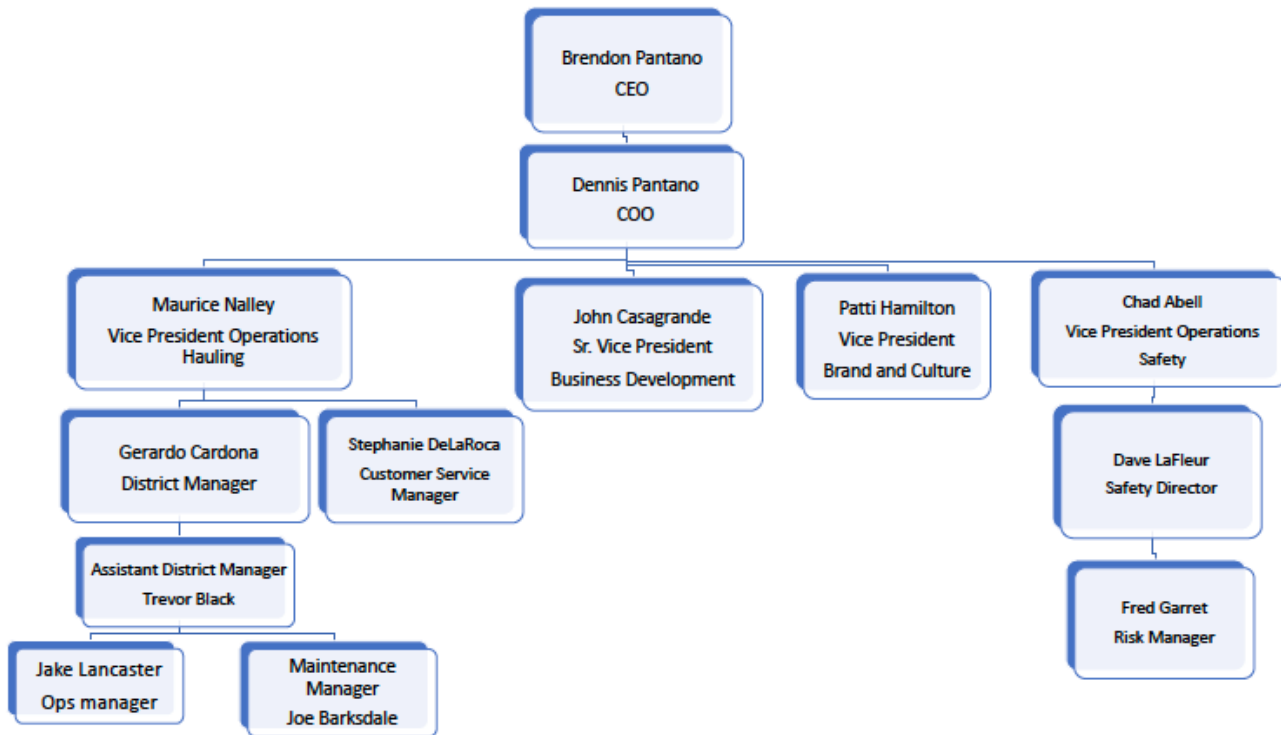 Brendon Pantano
CEO
Dennis Pantano
COO
Maurice Nalley
Vice President Operations
Hauling
John Casagrande
Sr. Vice President
Business Development
Patti Hamilton
Vice President
Brand and Culture
Chad Abell
Vice President Operations
Safety
Gerardo Cardona
District Manager
Stephanie DeLaRoca
Customer Service
Manager
Dave LaFleur
Safety Director
Assistant District Manager
Trevor Black
Fred Garret
Risk Manager
Jake Lancaster
Ops manager
Maintenance
Manager
Joe Barksdale